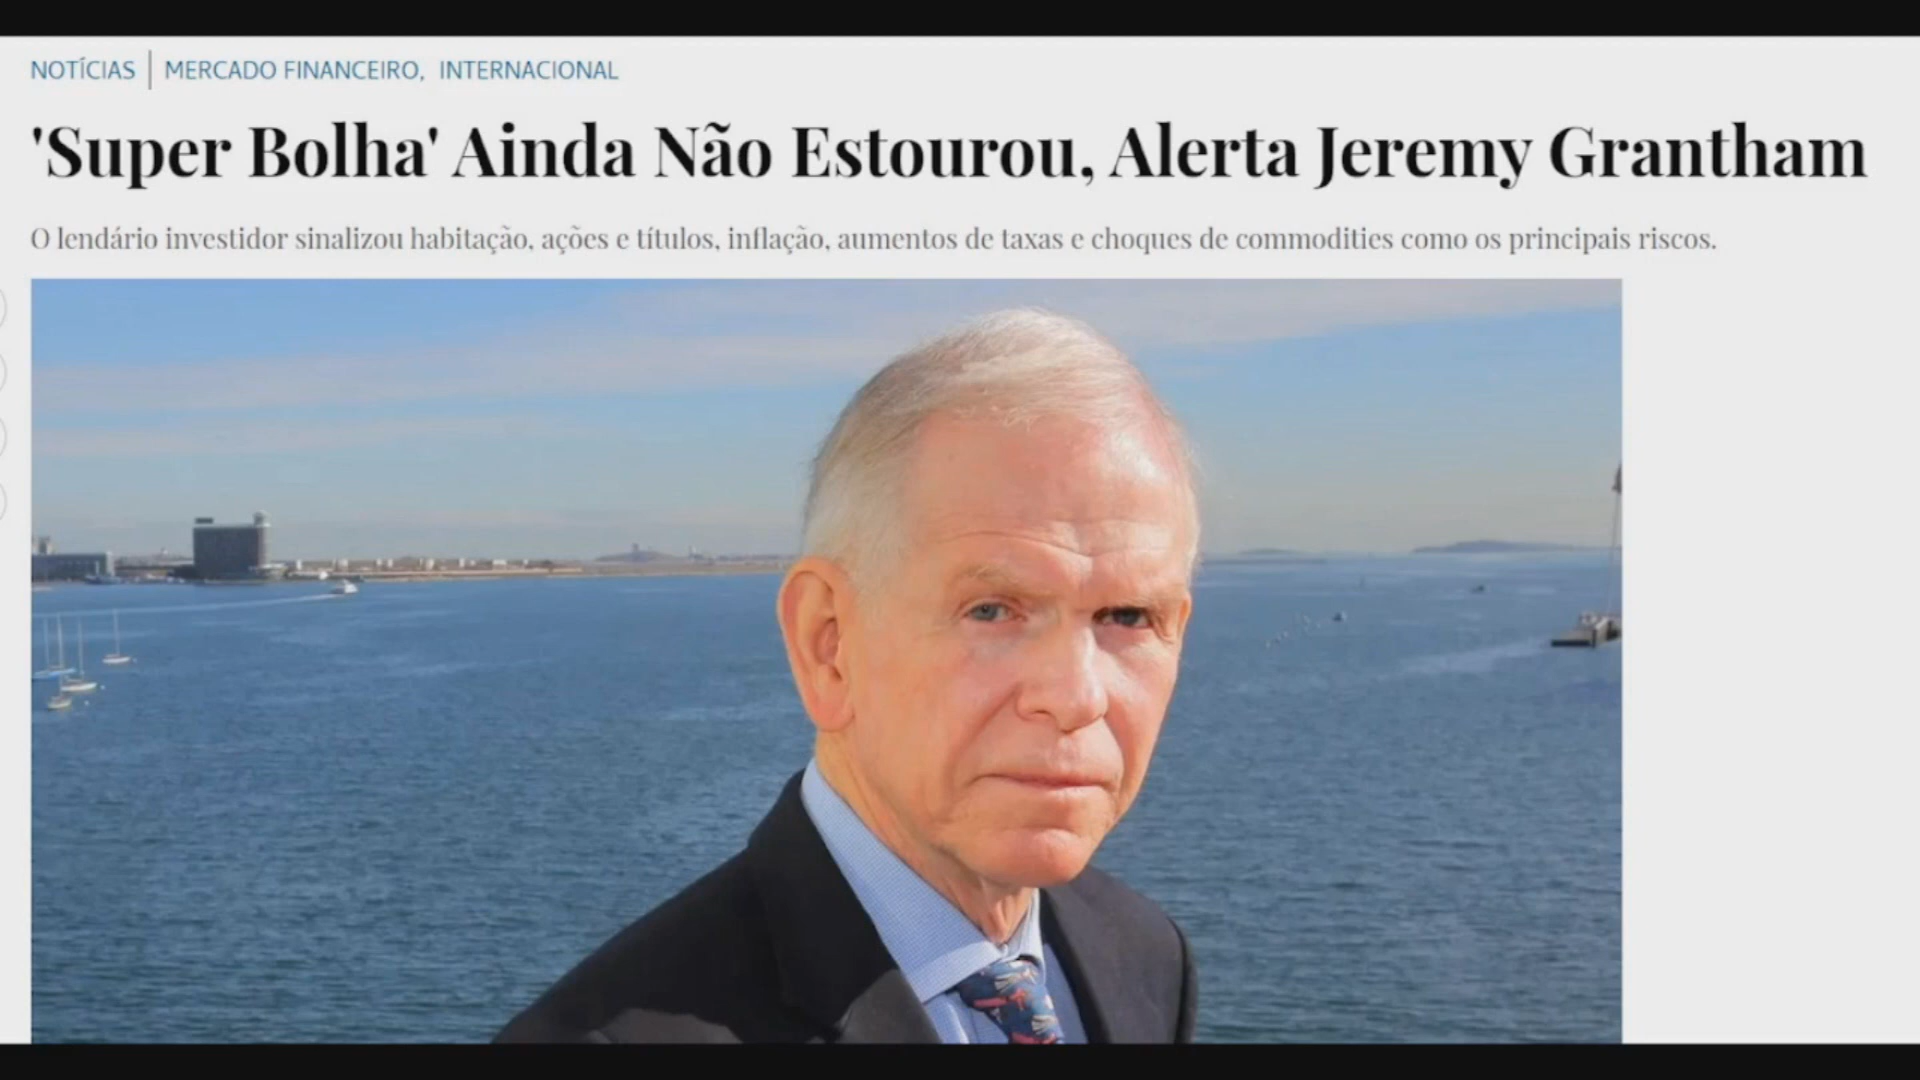 NOTÍCIAS | MERCADO FINANCEIRO, INTERNACIONAL
'Super Bolha' Ainda Não Estourou, Alerta Jeremy Grantham
O lendário investidor sinalizou habitação, ações e títulos, inflação, aumentos de taxas e choques de commodities como os principais riscos.